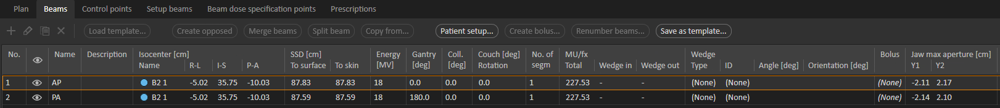 Plan Beams Control points Setup beams Beam dose specification points Prescriptions
Load template... Create opposed Merge beams Split beam Copy from... Patient setup... Create bolus... Renumber beams... Save as template...
No. Name Description Isocenter [cm] SSD [cm] Energy [MV] Gantry [deg] Coll. [deg] Couch [deg] No. of segm MU/fx Wedge Bolus Jaw max aperture [cm]
Name R-L I-S P-A To surface To skin Rotation Total Wedge in Wedge out Type ID Angle [deg] Orientation [deg] Y1 Y2
1 AP B2 1 -5.02 35.75 -10.03 87.83 87.83 18 0.0 0.0 0.0 1 227.53 - - (None) (None) (None) -2.11 2.17
2 PA B2 1 -5.02 35.75 -10.03 87.59 87.59 18 180.0 0.0 0.0 1 227.53 - - (None) (None) (None) -2.14 2.10